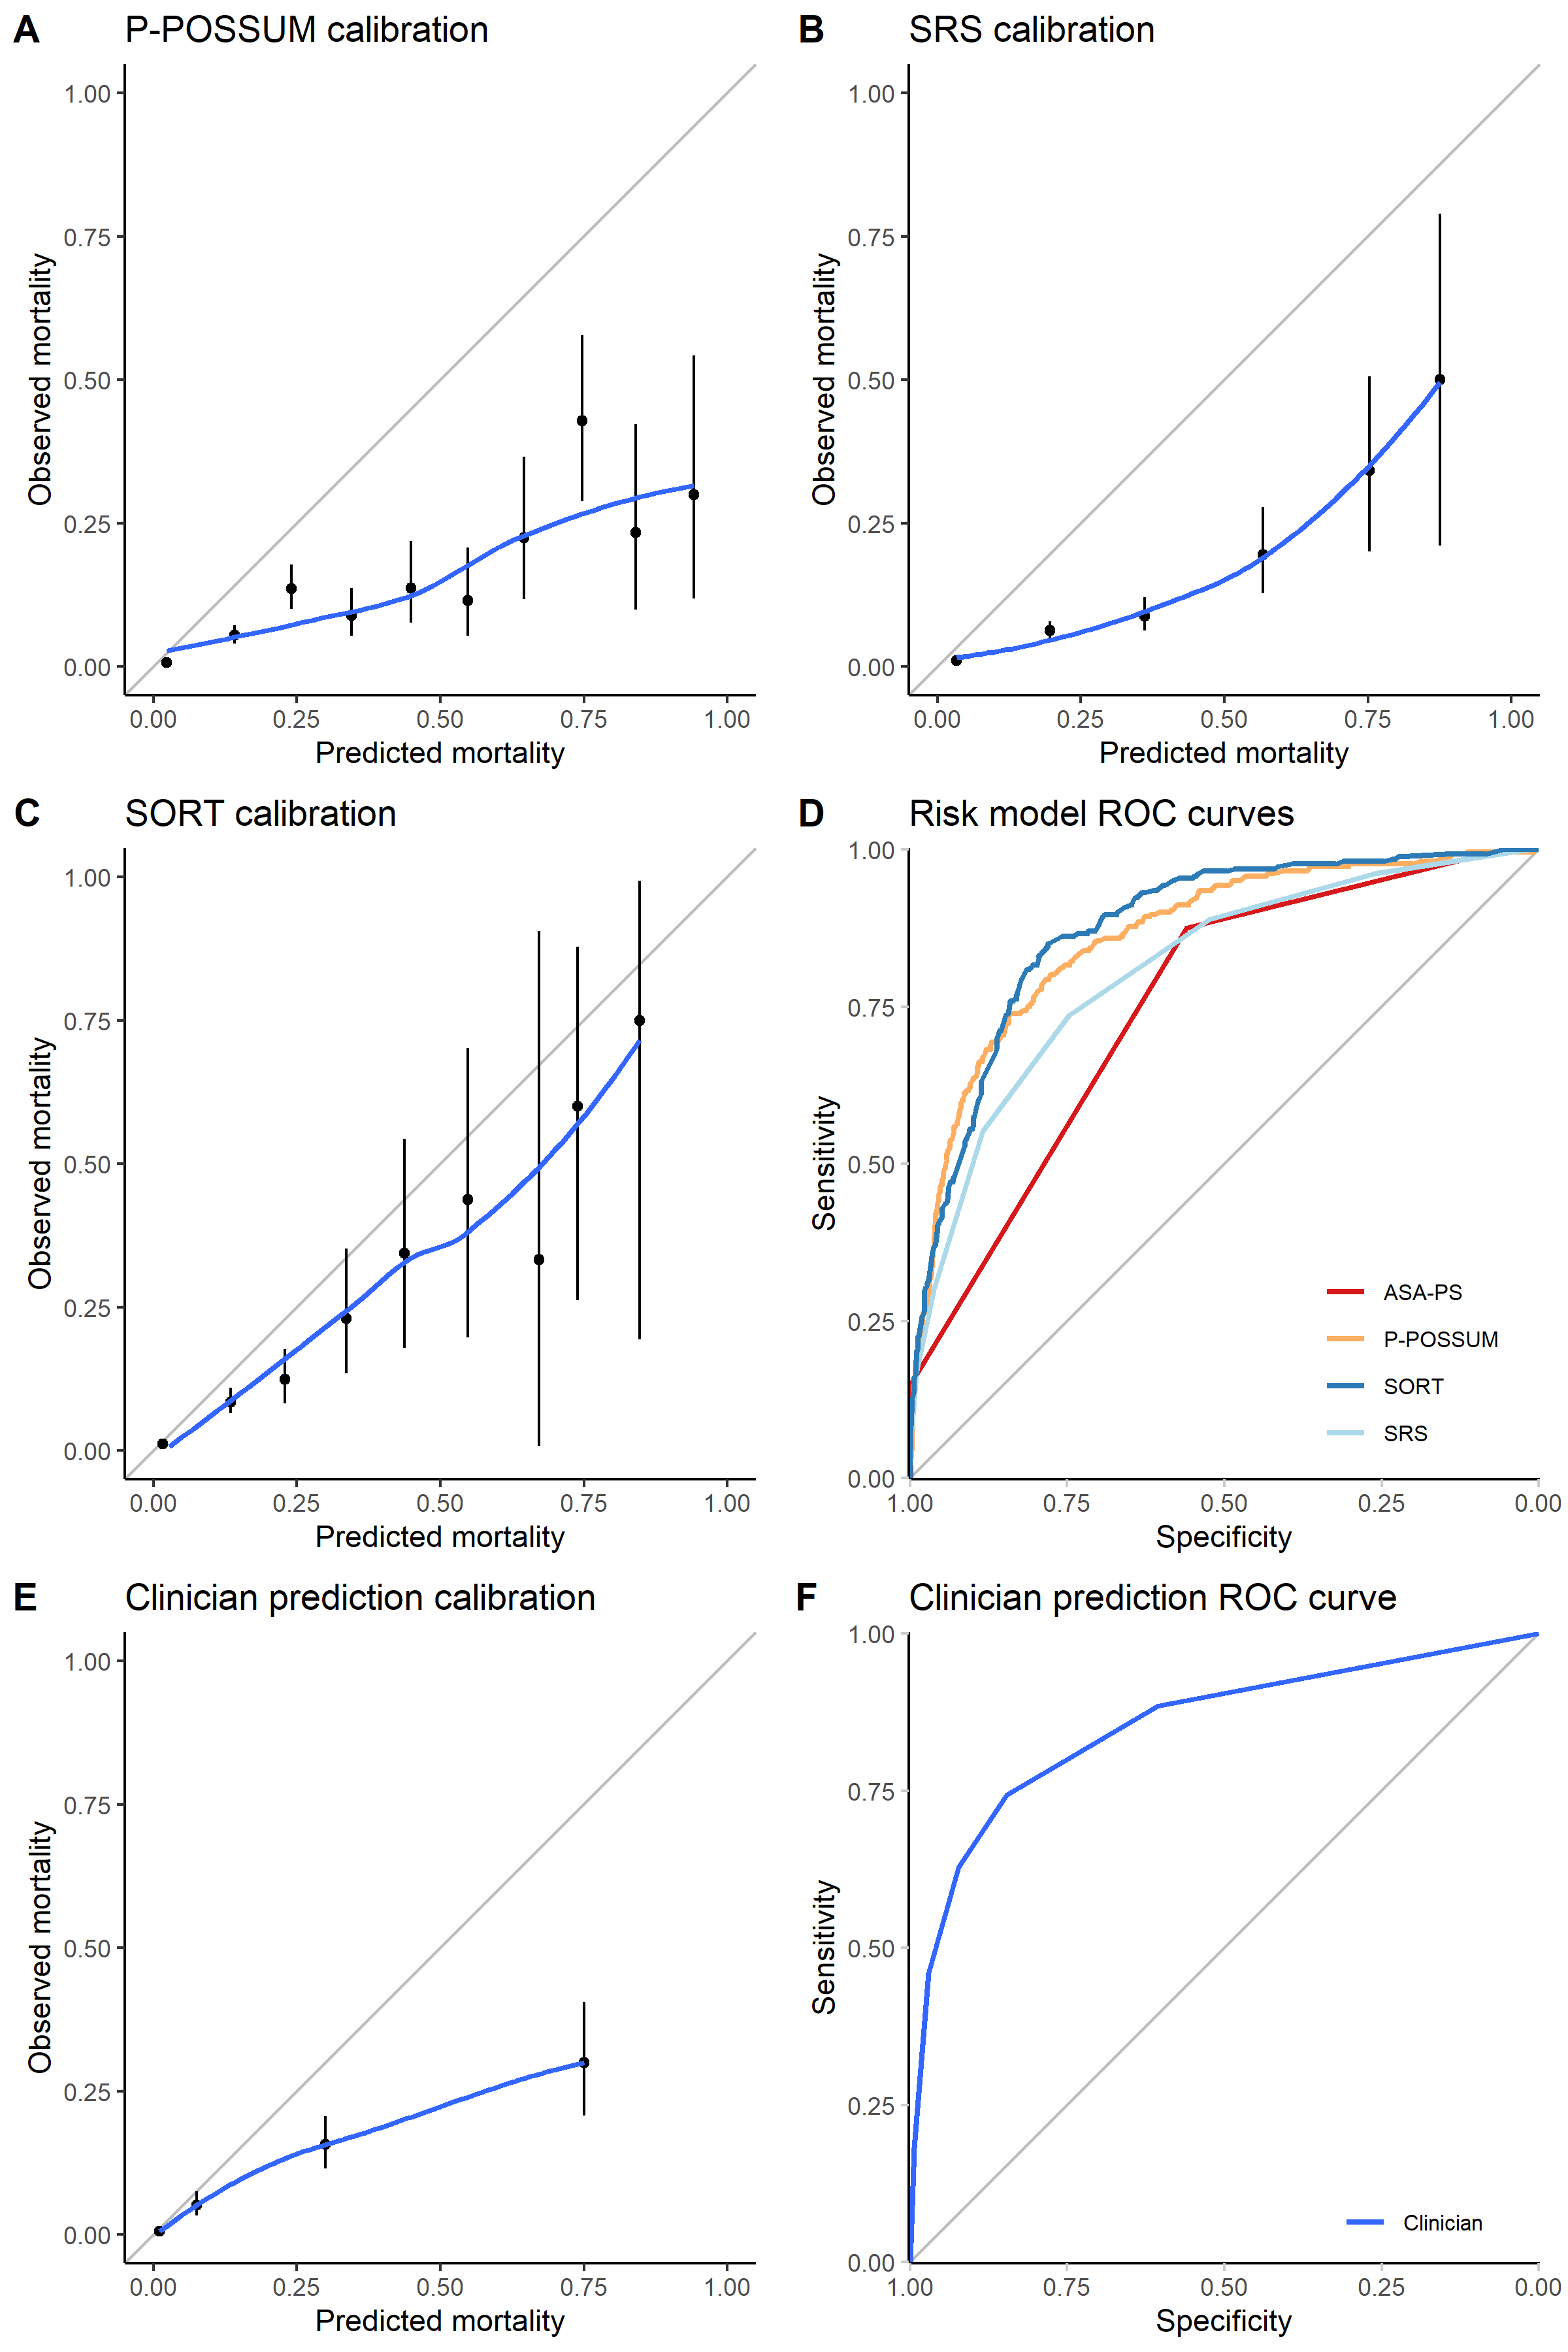 A P-POSSUM calibration
1.00
0.75
0.50
0.25
0.00
Observed mortality
0.00 0.25 0.50 0.75 1.00
Predicted mortality
B SRS calibration
1.00
0.75
0.50
0.25
0.00
Observed mortality
0.00 0.25 0.50 0.75 1.00
Predicted mortality
C SORT calibration
1.00
0.75
0.50
0.25
0.00
Observed mortality
0.00 0.25 0.50 0.75 1.00
Predicted mortality
D Risk model ROC curves
1.00
0.75
0.50
0.25
0.00
Sensitivity
ASA-PS
P-POSSUM
SORT
SRS
1.00 0.75 0.50 0.25 0.00
Specificity
E Clinician prediction calibration
1.00
0.75
0.50
0.25
0.00
Observed mortality
0.00 0.25 0.50 0.75 1.00
Predicted mortality
F Clinician prediction ROC curve
1.00
0.75
0.50
0.25
0.00
Sensitivity
Clinician
1.00 0.75 0.50 0.25 0.00
Specificity